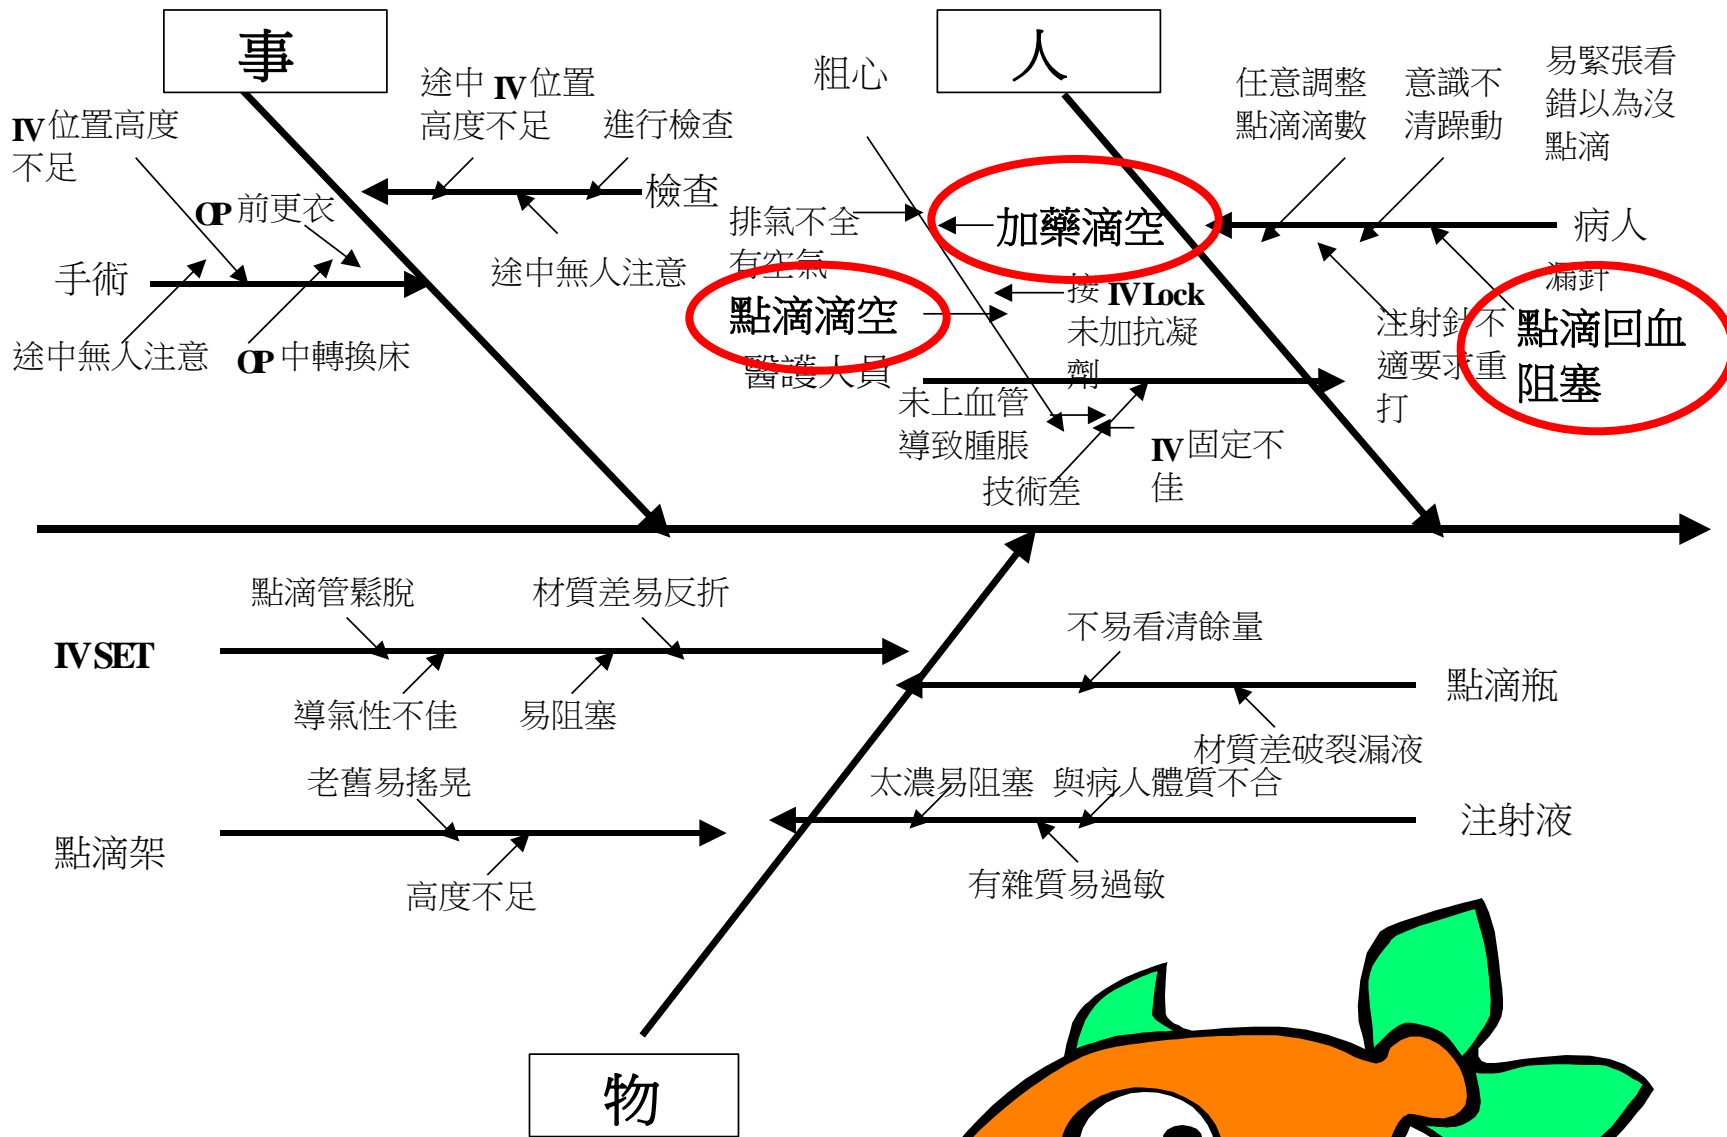 事
人
粗心
途中 IV 位置
高度不足
進行檢查
IV位置高度
不足
檢查
OP 前更衣
途中無人注意
手術
途中無人注意
OP 中轉換床
任意調整
點滴滴數
意識不
清躁動
易緊張看
錯以為沒
點滴
排氣不全
有空氣
加藥滴空
病人
漏針
點滴滴空
接 IV Lock
未加抗凝
劑
注射針不
適要求重
打
點滴回血
阻塞
醫護人員
未上血管
導致腫脹
IV固定不
佳
技術差
點滴管鬆脫
材質差易反折
IV SET
導氣性不佳
易阻塞
不易看清餘量
點滴瓶
材質差破裂漏液
老舊易搖晃
點滴架
高度不足
太濃易阻塞
與病人體質不合
注射液
有雜質易過敏
物